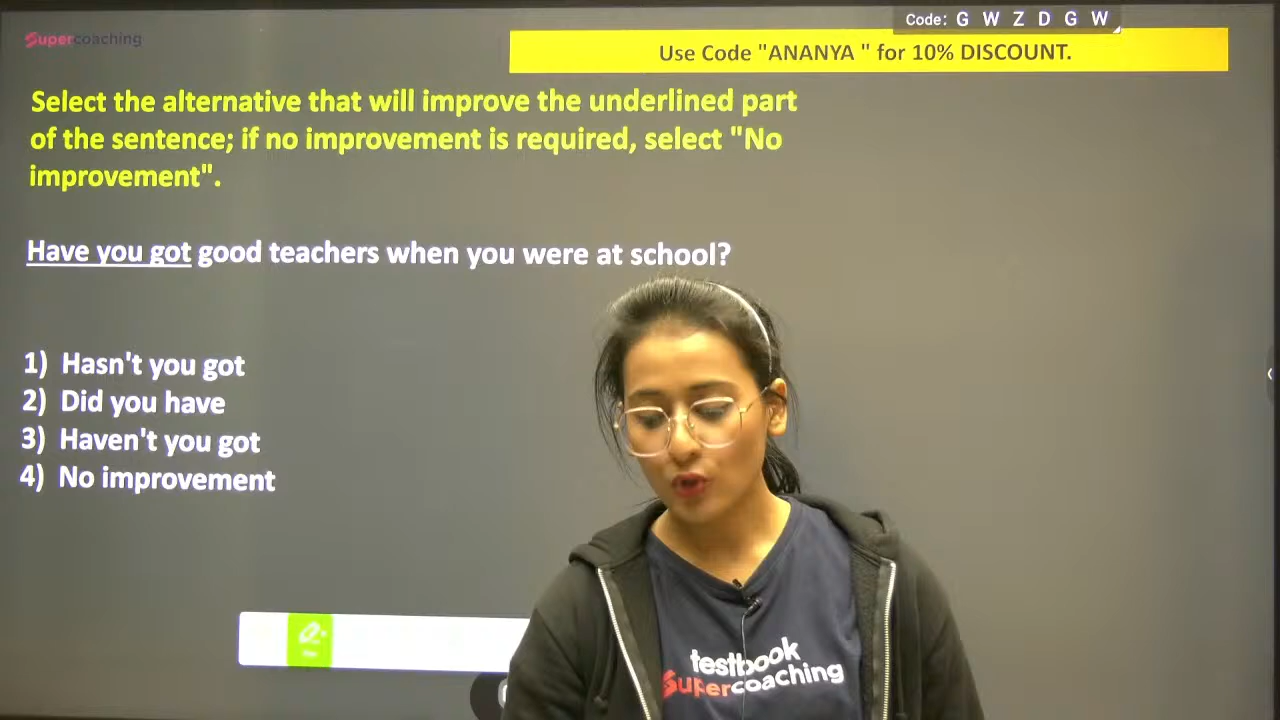 Code: G W Z D G W
Supercoaching
Use Code "ANANYA " for 10% DISCOUNT.
Select the alternative that will improve the underlined part
of the sentence; if no improvement is required, select "No
improvement".
Have you got good teachers when you were at school?
1) Hasn't you got
2) Did you have
3) Haven't you got
4) No improvement
testbook
Supercoaching